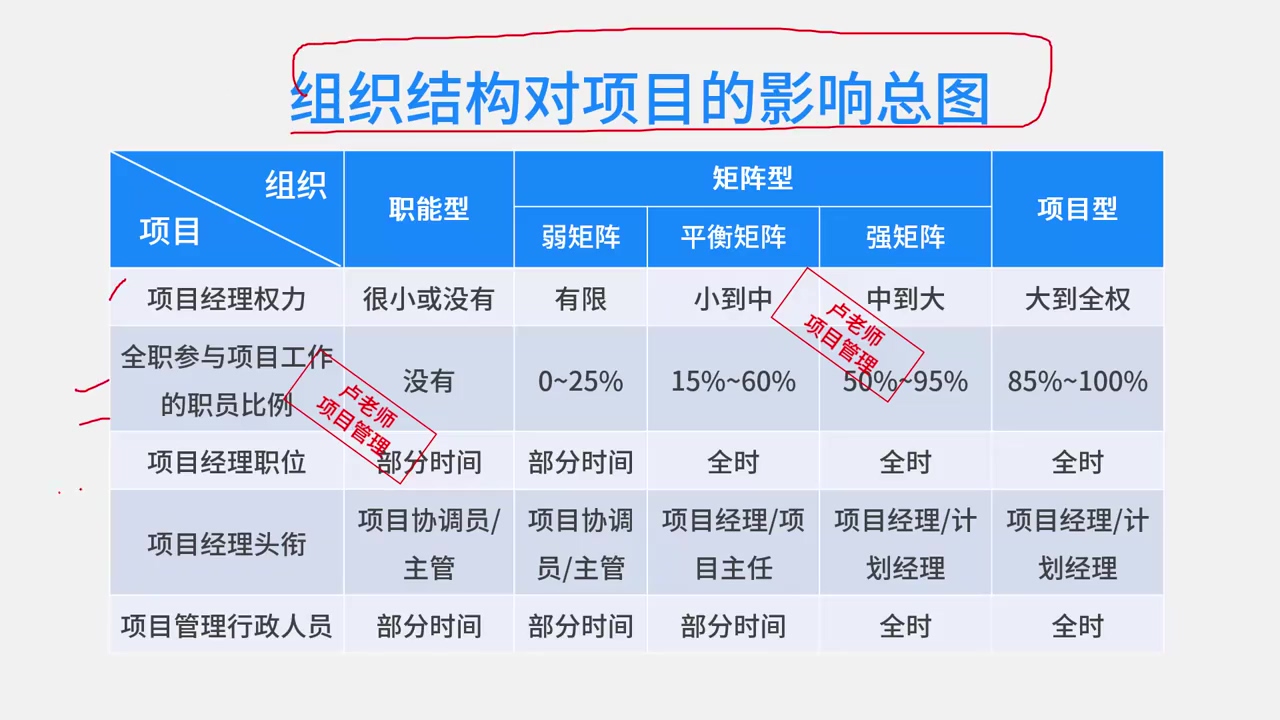 组织结构对项目的影响总图
组织
项目
职能型
矩阵型
项目型
弱矩阵
平衡矩阵
强矩阵
项目经理权力
很小或没有
有限
小到中
中到大
大到全权
全职参与项目工作
的职员比例
没有
0~25%
15%~60%
50%~95%
85%~100%
项目经理职位
部分时间
部分时间
全时
全时
全时
项目经理头衔
项目协调员/
主管
项目协调
员/主管
项目经理/项
目主任
项目经理/计
划经理
项目经理/计
划经理
项目管理行政人员
部分时间
部分时间
部分时间
全时
全时
卢老师
项目管理
卢老师
项目管理